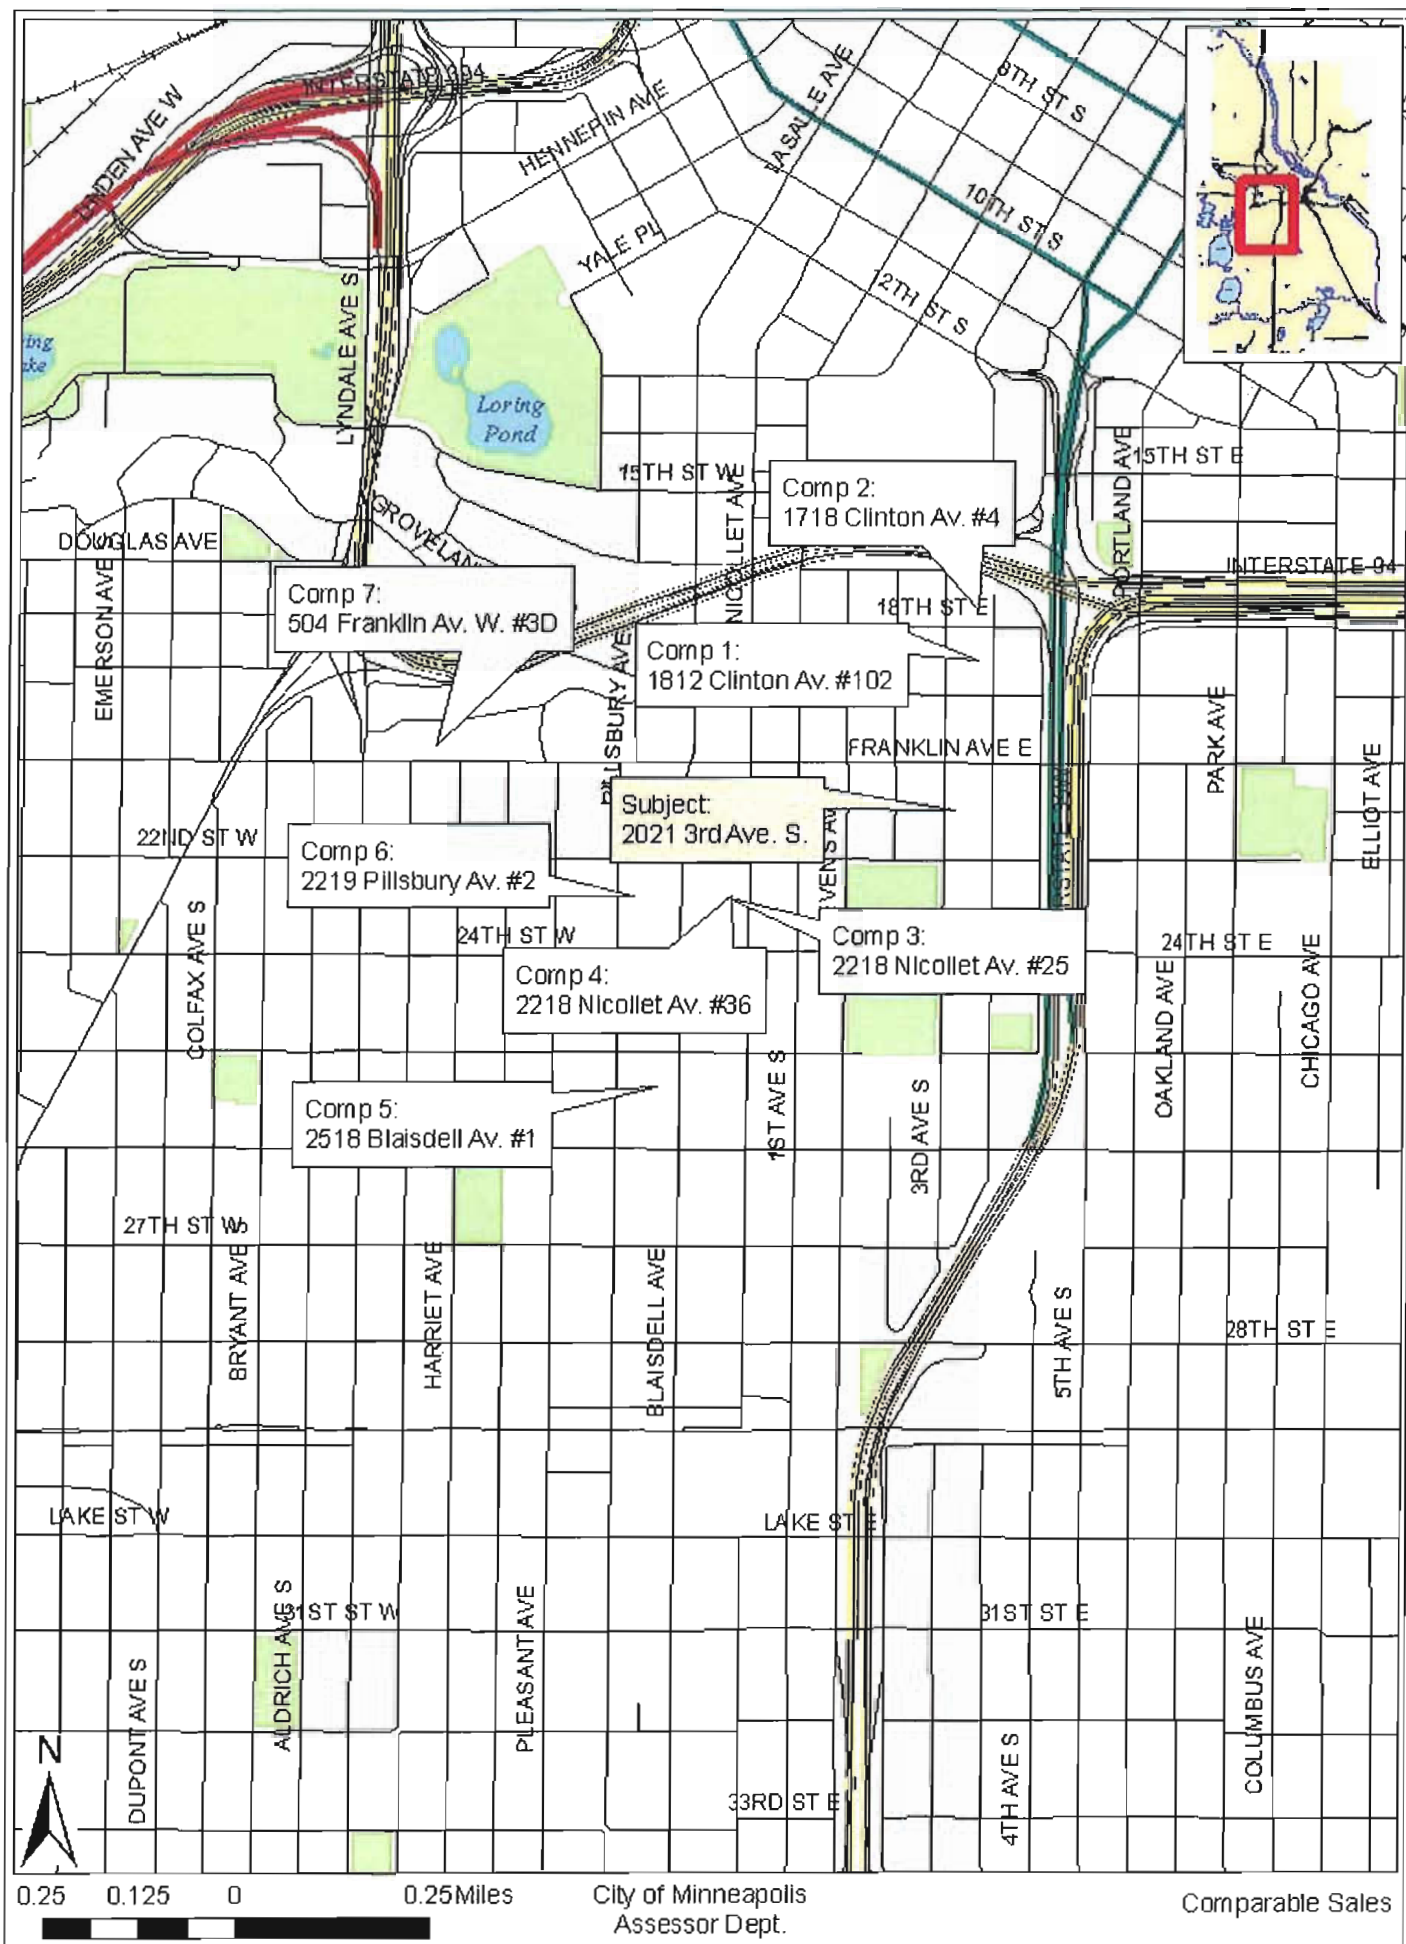 INTERSTATE 394
LINDEN AVE W
HENNEPIN AVE
LASALLE AVE
8TH ST S
YALE PL
10TH ST S
12TH ST S
LYNDALE AVE S
Loring
Pond
15TH ST W
NICOLLET AVE
PORTLAND AVE
15TH ST E
Comp 2:
1718 Clinton Av. #4
DOUGLAS AVE
INTERSTATE 94
EMERSON AVE S
Comp 7:
504 Franklin Av. W. #3D
18TH ST E
Comp 1:
1812 Clinton Av. #102
PILLSBURY AVE
PARK AVE
FRANKLIN AVE E
ELLIOT AVE
Subject:
2021 3rd Ave. S.
22ND ST W
Comp 6:
2219 Pillsbury Av. #2
COLFAX AVE S
24TH ST W
Comp 3:
2218 Nicollet Av. #25
24TH ST E
CHICAGO AVE
Comp 4:
2218 Nicollet Av. #36
OAKLAND AVE
1ST AVE S
3RD AVE S
Comp 5:
2518 Blaisdell Av. #1
27TH ST W
BRYANT AVE
HARRIET AVE
BLAISDELL AVE
5TH AVE S
28TH ST E
LAKE ST W
LAKE ST E
ALDRICH AVE S
31ST ST W
31ST ST E
PLEASANT AVE
COLUMBUS AVE
DUPONT AVE S
4TH AVE S
N
33RD ST E
0.25 0.125 0 0.25 Miles
City of Minneapolis
Assessor Dept.
Comparable Sales